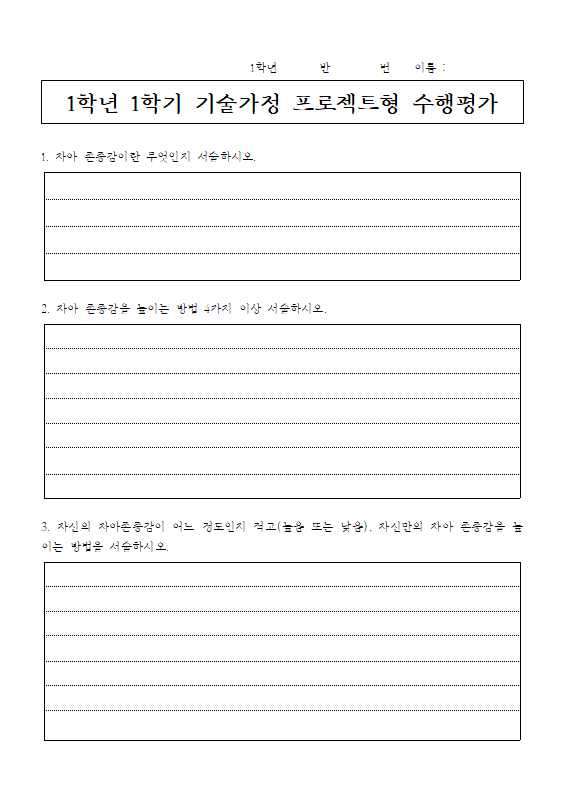 1학년 반 번 이름 :
1학년 1학기 기술가정 프로젝트형 수행평가
1. 자아 존중감이란 무엇인지 서술하시오.
2. 자아 존중감을 높이는 방법 4가지 이상 서술하시오.
3. 자신의 자아존중감이 어느 정도인지 적고(높음 또는 낮음), 자신만의 자아 존중감을 높
이는 방법을 서술하시오.